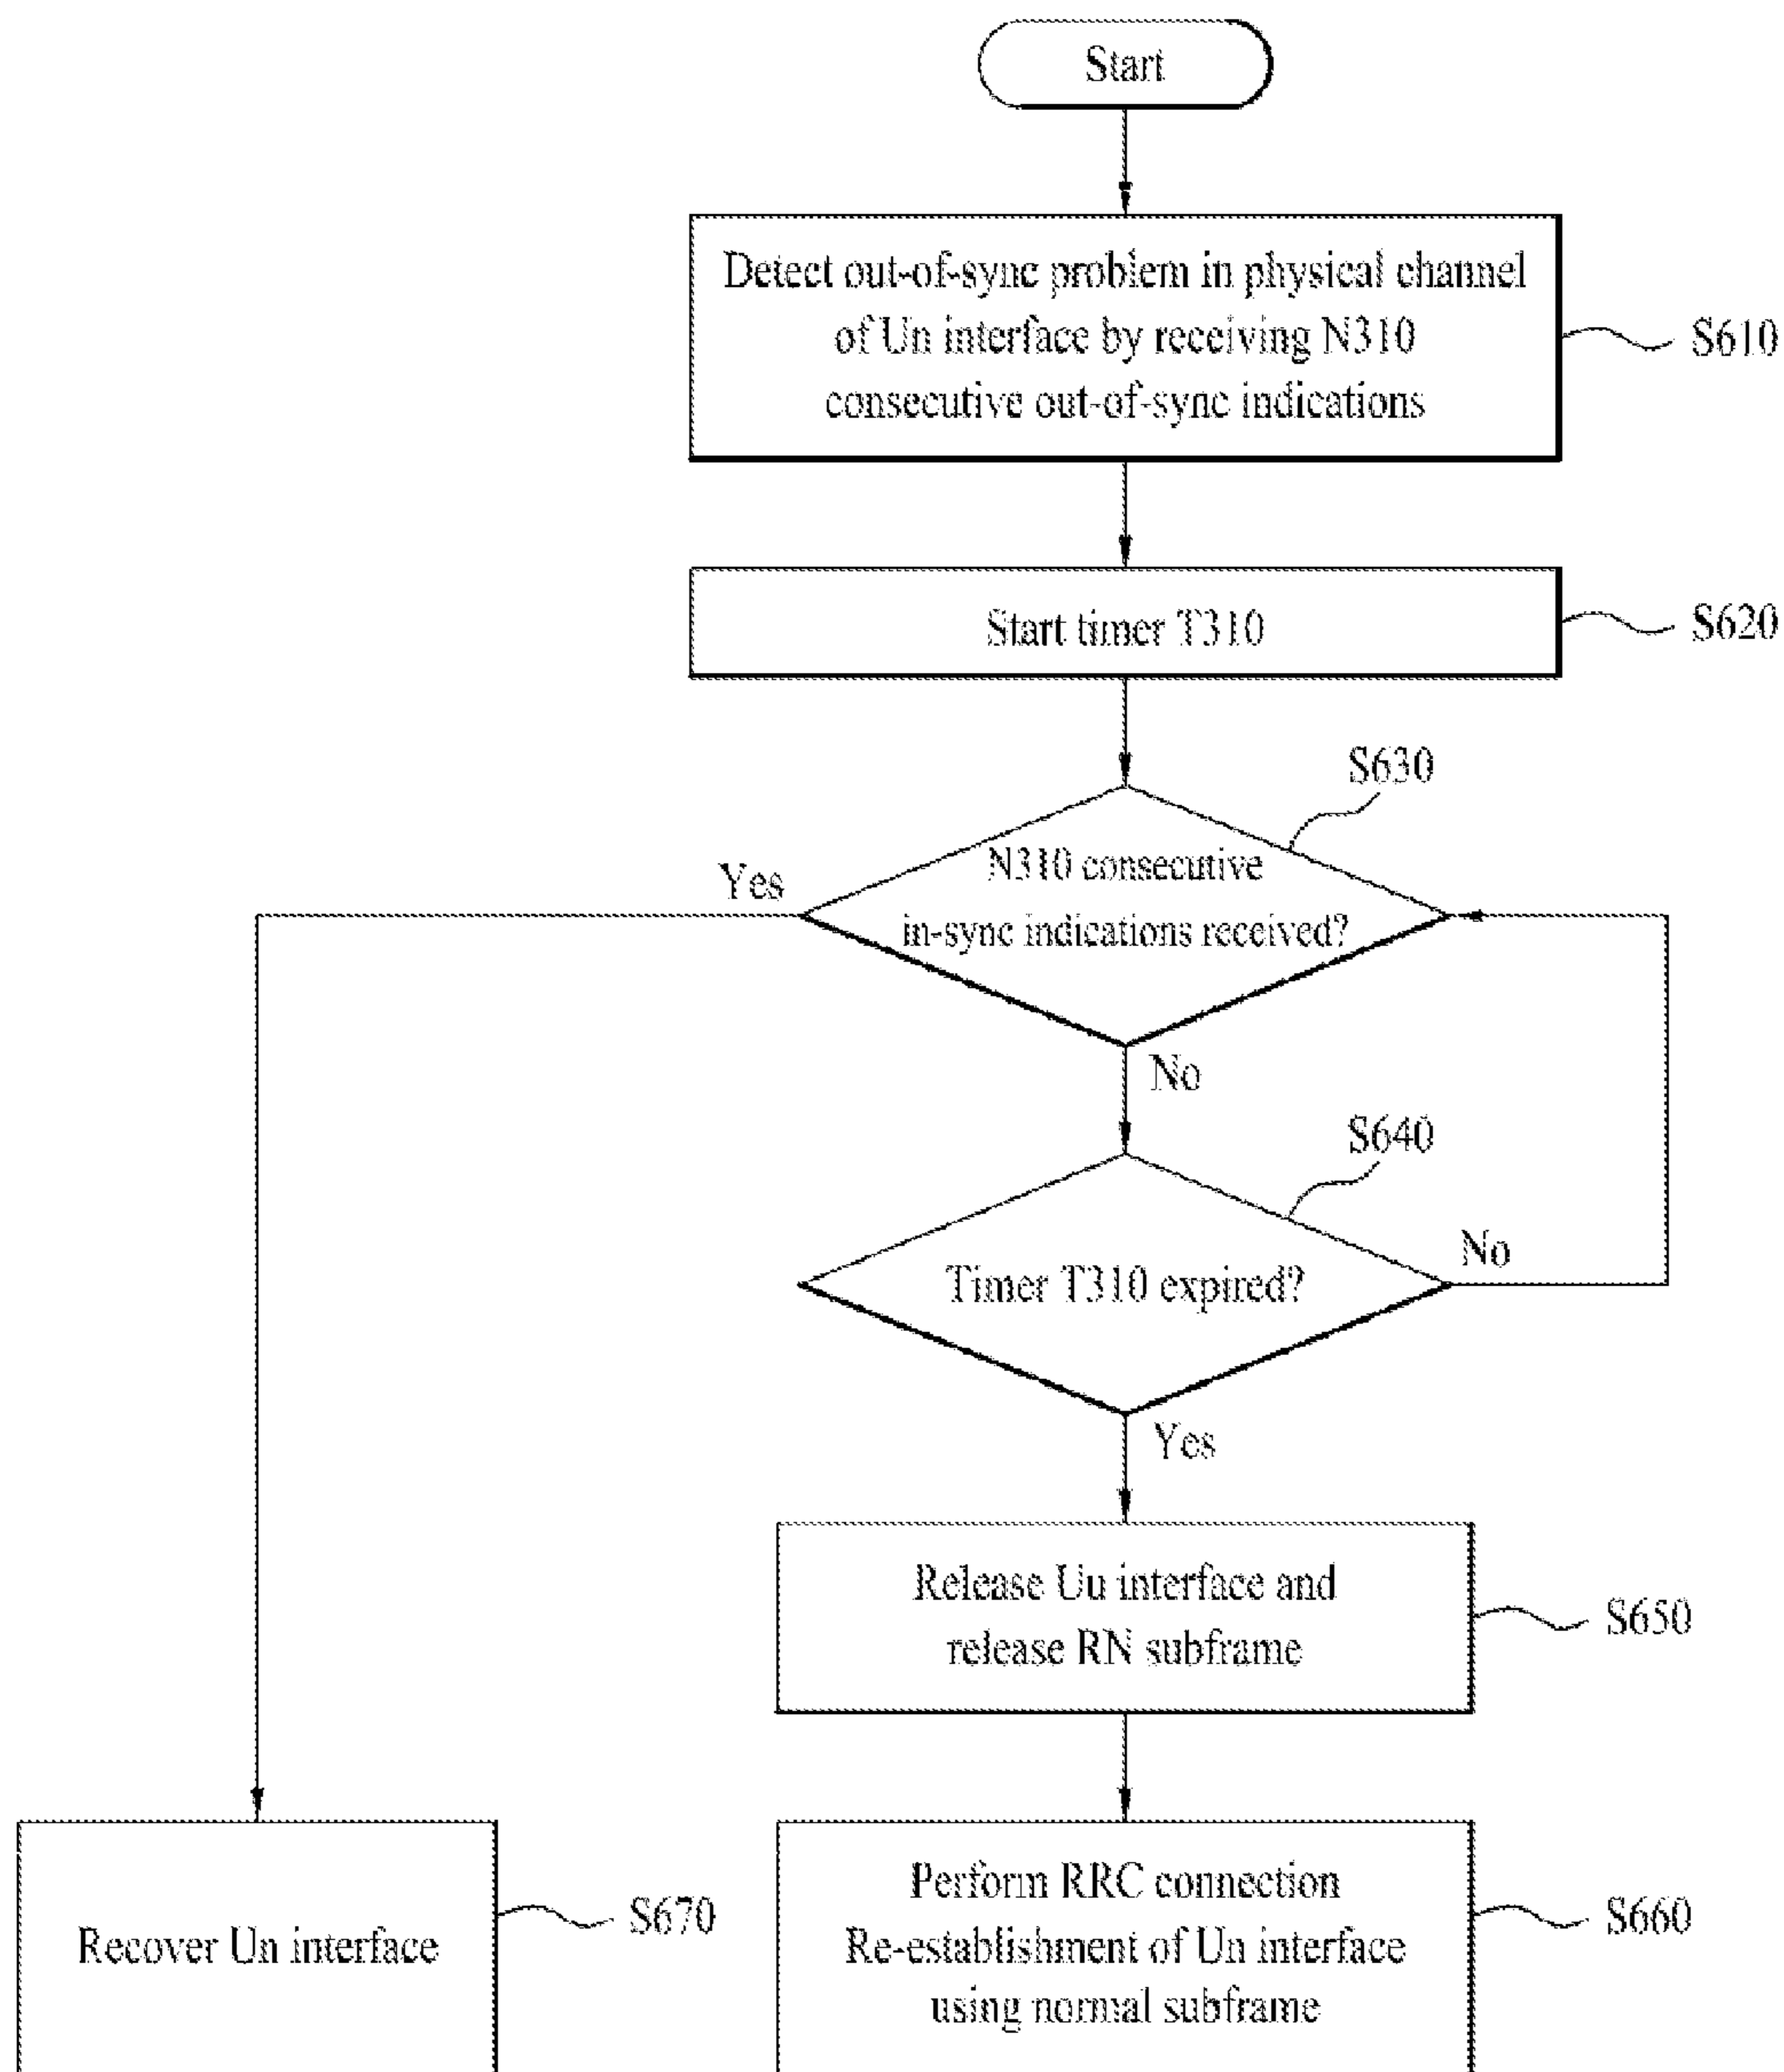 Start
Detect out-of-sync problem in physical channel
of Un interface by receiving N310
consecutive out-of-sync indications
S610
Start timer T310
S620
S630
N310 consecutive
in-sync indications received?
Yes
No
S640
Timer T310 expired?
No
Yes
Release Uu interface and
release RN subframe
S650
Perform RRC connection
Re-establishment of Un interface
using normal subframe
S660
Recover Un interface
S670